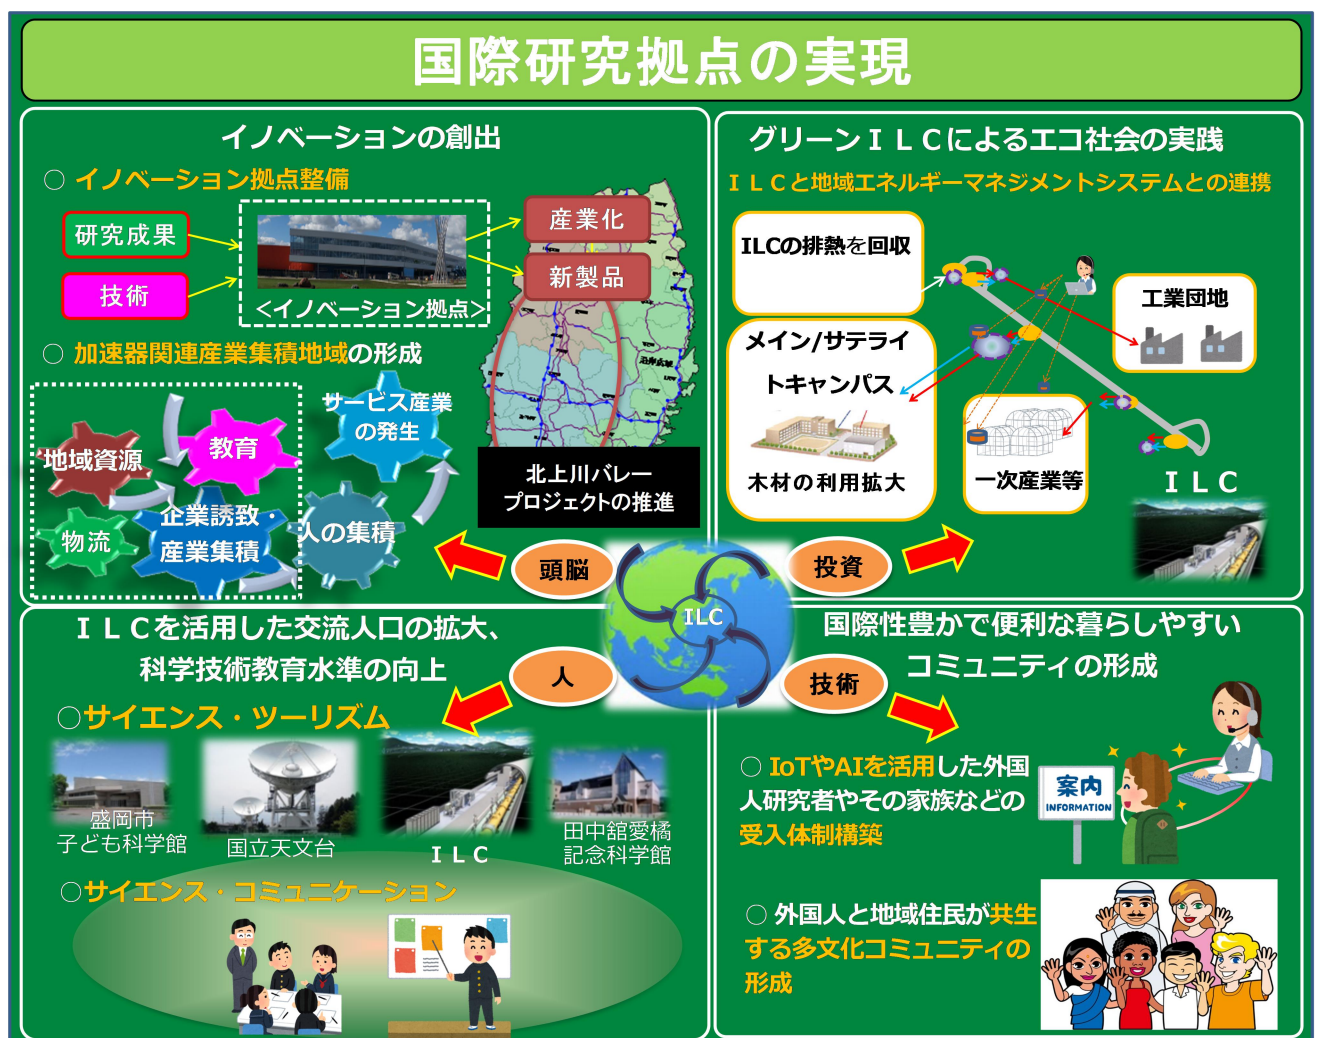 国際研究拠点の実現
イノベーションの創出
○ イノベーション拠点整備
研究成果
技術
<イノベーション拠点>
産業化
新製品
○ 加速器関連産業集積地域の形成
地域資源
教育
物流
企業誘致・
産業集積
人の集積
サービス産業
の発生
北上川バレー
プロジェクトの推進
グリーンＩＬＣによるエコ社会の実践
ＩＬＣと地域エネルギーマネジメントシステムとの連携
ILCの排熱を回収
メイン/サテライ
トキャンパス
木材の利用拡大
工業団地
一次産業等
ＩＬＣ
頭脳
投資
人
技術
ILC
ＩＬＣを活用した交流人口の拡大、
科学技術教育水準の向上
○サイエンス・ツーリズム
盛岡市
子ども科学館
国立天文台
ＩＬＣ
田中舘愛橘
記念科学館
○サイエンス・コミュニケーション
国際性豊かで便利な暮らしやすい
コミュニティの形成
○ IoTやAIを活用した外国
人研究者やその家族などの
受入体制構築
案内
INFORMATION
○ 外国人と地域住民が共生
する多文化コミュニティの
形成